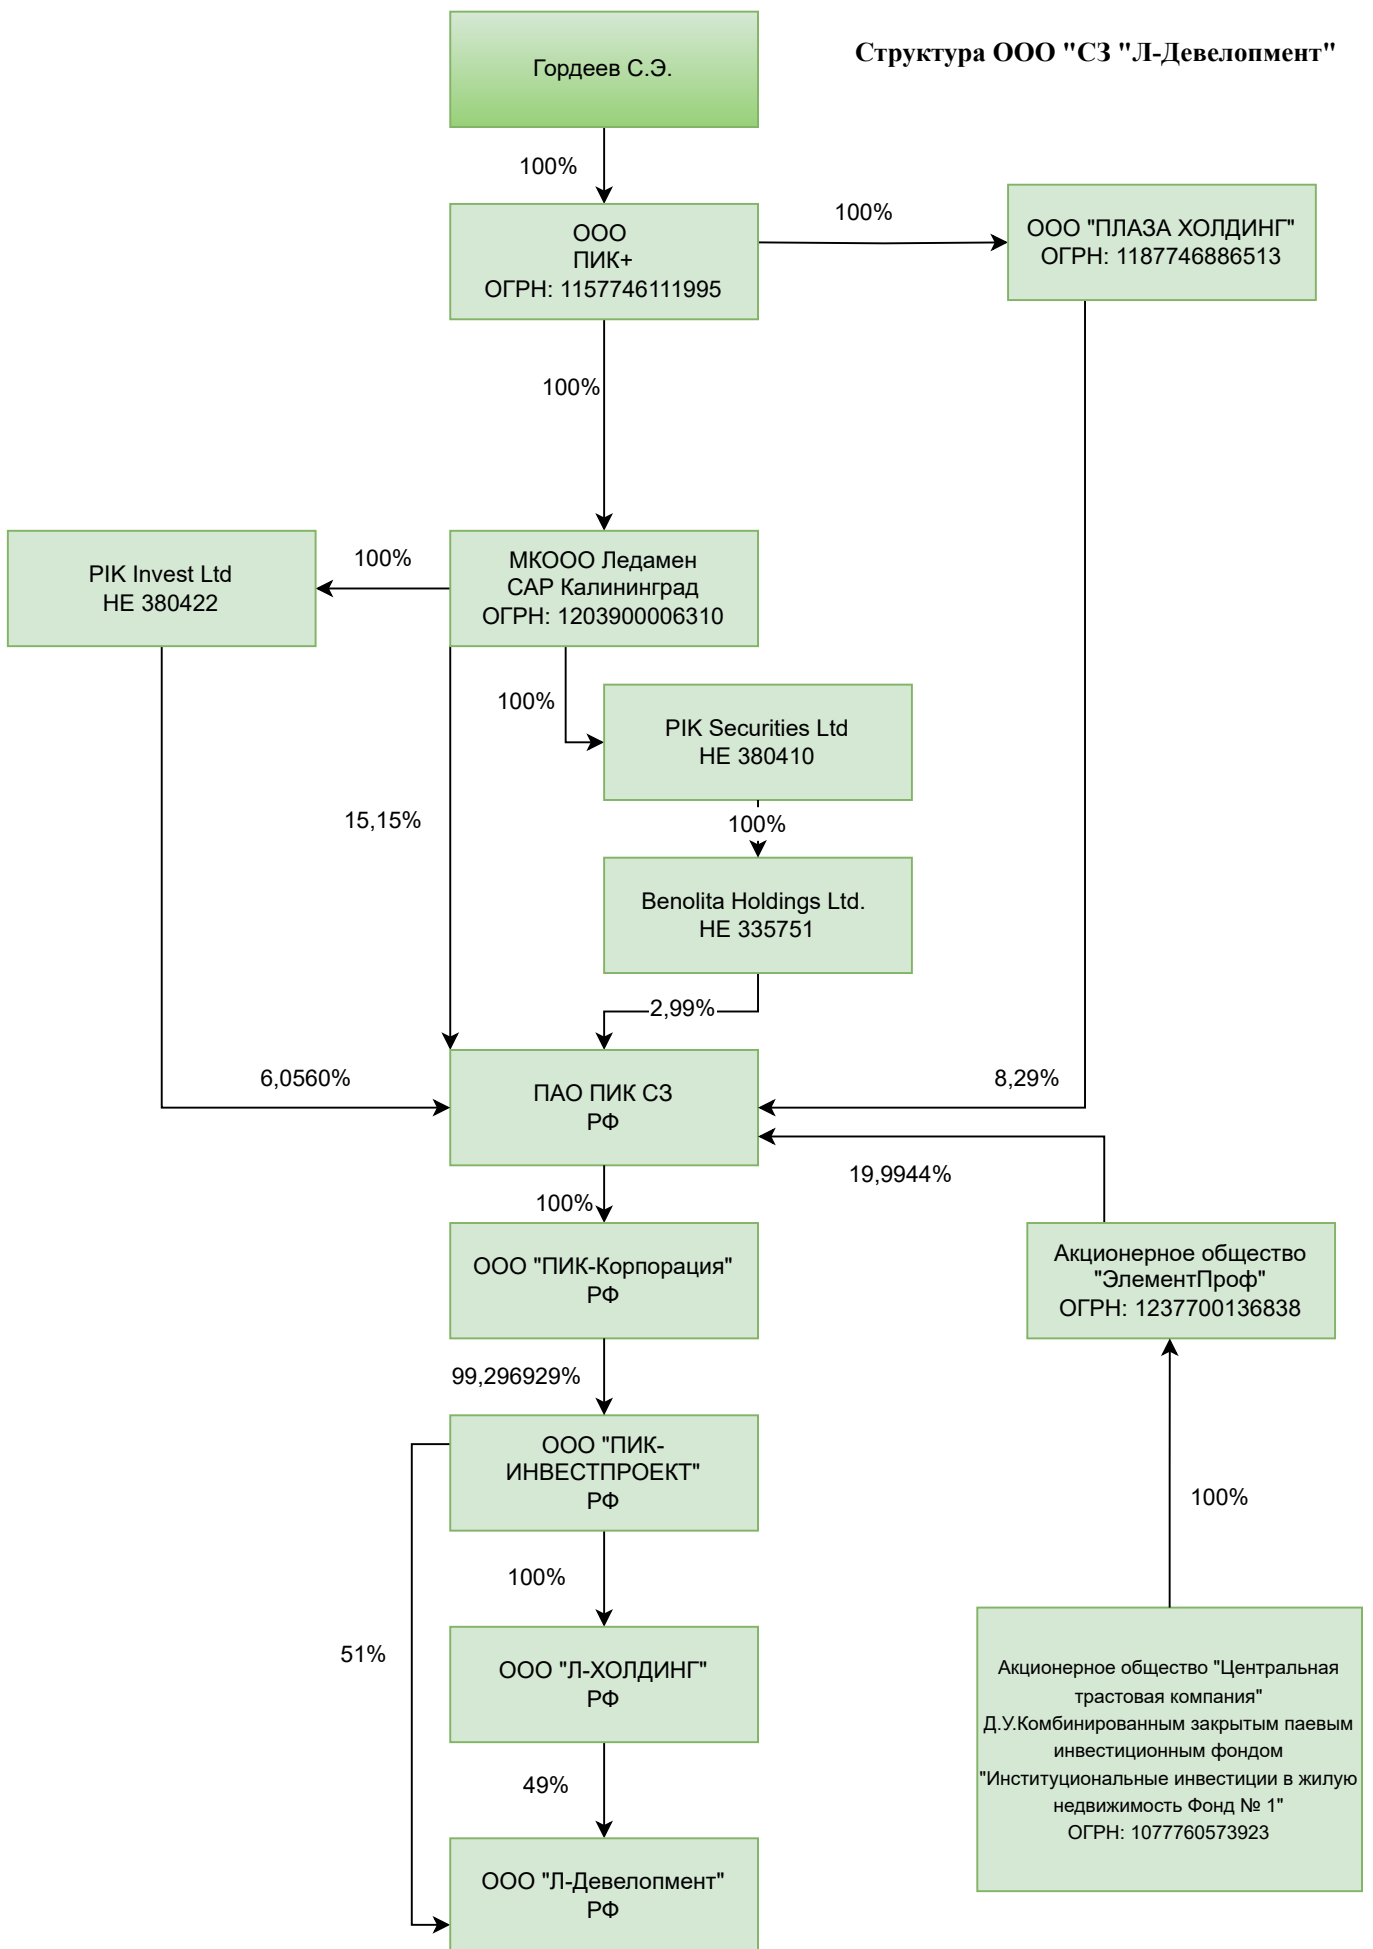 Структура ООО "СЗ "Л-Девелопмент"
Гордеев С.Э.
100%
ООО
ПИК+
ОГРН: 1157746111995
100%
ООО "ПЛАЗА ХОЛДИНГ"
ОГРН: 1187746886513
100%
PIK Invest Ltd
HE 380422
100%
МКООО Ледамен
САР Калининград
ОГРН: 1203900006310
100%
PIK Securities Ltd
HE 380410
15,15%
100%
Benolita Holdings Ltd.
HE 335751
2,99%
6,0560%
ПАО ПИК СЗ
РФ
8,29%
19,9944%
100%
ООО "ПИК-Корпорация"
РФ
Акционерное общество
"ЭлементПроф"
ОГРН: 1237700136838
99,296929%
ООО "ПИК-
ИНВЕСТПРОЕКТ"
РФ
100%
100%
51%
ООО "Л-ХОЛДИНГ"
РФ
Акционерное общество "Центральная
трастовая компания"
Д.У.Комбинированным закрытым паевым
инвестиционным фондом
"Институциональные инвестиции в жилую
недвижимость Фонд № 1"
ОГРН: 1077760573923
49%
ООО "Л-Девелопмент"
РФ